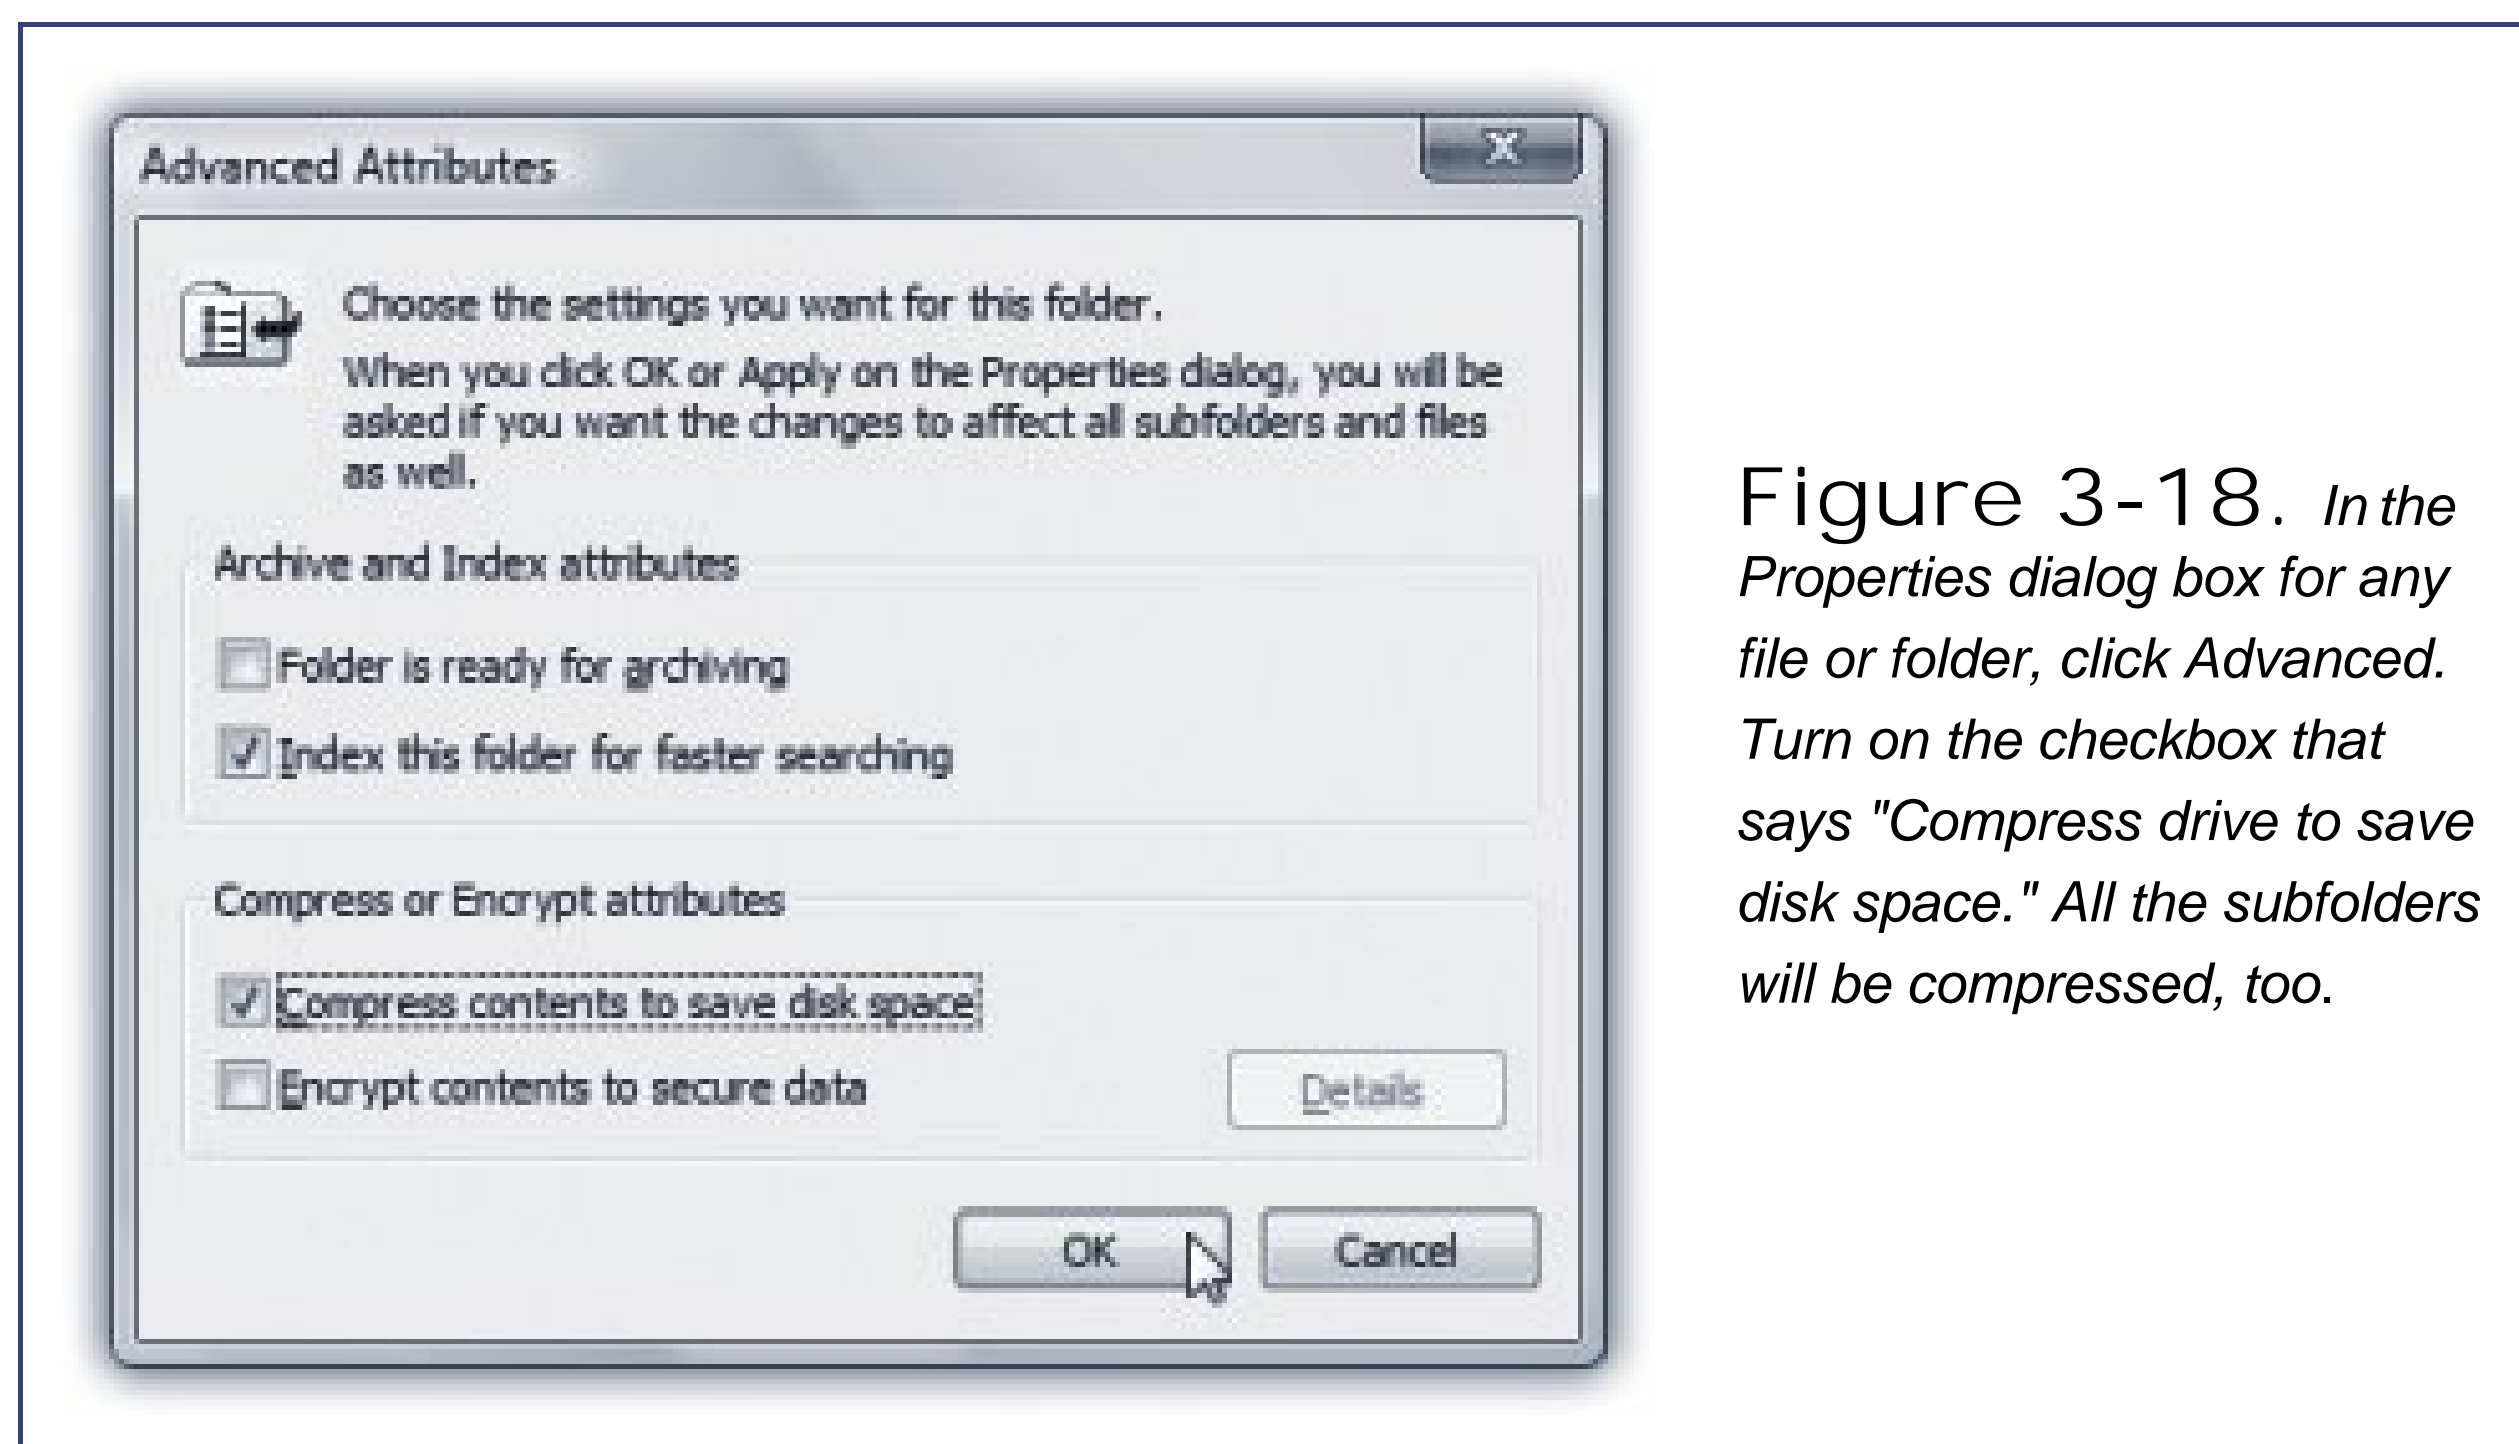 Advanced Attributes
Choose the settings you want for this folder.
When you click OK or Apply on the Properties dialog, you will be
asked if you want the changes to affect all subfolders and files
as well.
Archive and Index attributes
Folder is ready for archiving
Index this folder for faster searching
Compress or Encrypt attributes
Compress contents to save disk space
Encrypt contents to secure data
Details
OK
Cancel
Figure 3-18. In the
Properties dialog box for any
file or folder, click Advanced.
Turn on the checkbox that
says "Compress drive to save
disk space." All the subfolders
will be compressed, too.